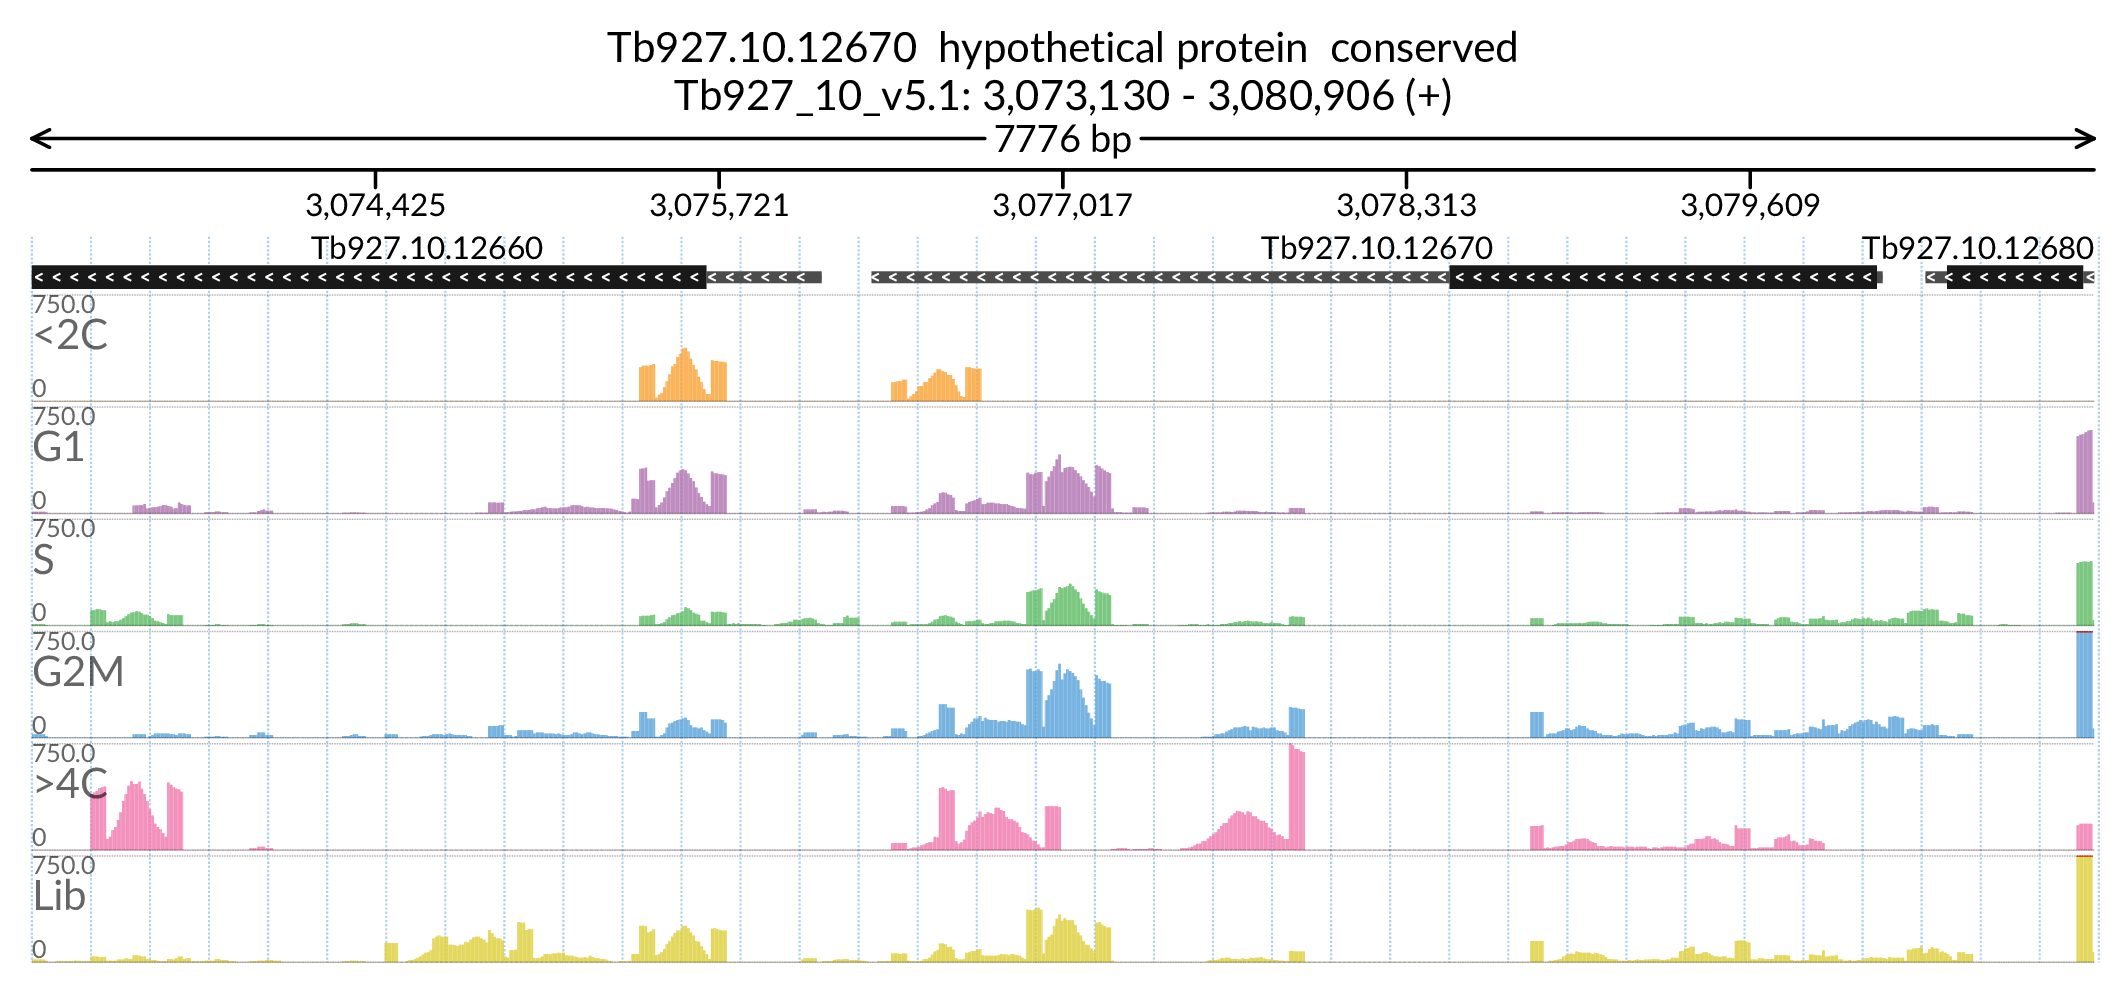 Tb927.10.12670 hypothetical protein conserved
Tb927_10_v5.1: 3,073,130 - 3,080,906 (+)
7776 bp
3,074,425 3,075,721 3,077,017 3,078,313 3,079,609
Tb927.10.12660 Tb927.10.12670 Tb927.10.12680
750.0
<2C
0
750.0
G1
0
750.0
S
0
750.0
G2M
0
750.0
>4C
0
750.0
Lib
0